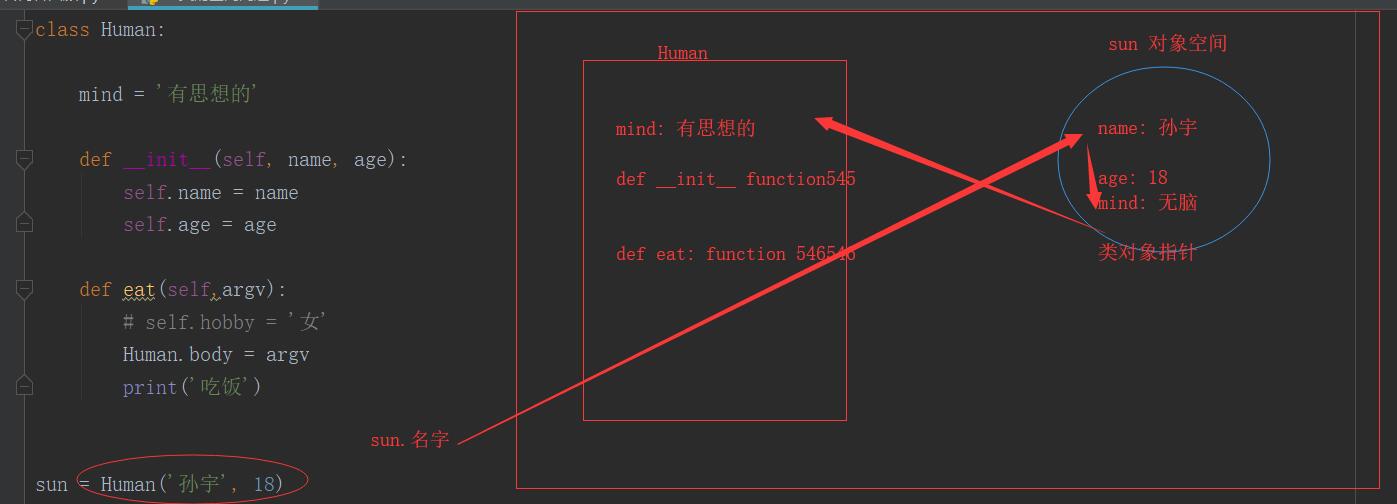 class Human:
mind = '有思想的'
def __init__(self, name, age):
self.name = name
self.age = age
def eat(self,argv):
# self.hobby = '女'
Human.body = argv
print('吃饭')
sun = Human('孙宇', 18)
sun.名字
Human
mind: 有思想的
def __init__ function545
def eat: function 546546
sun 对象空间
name: 孙宇
age: 18
mind: 无脑
类对象指针